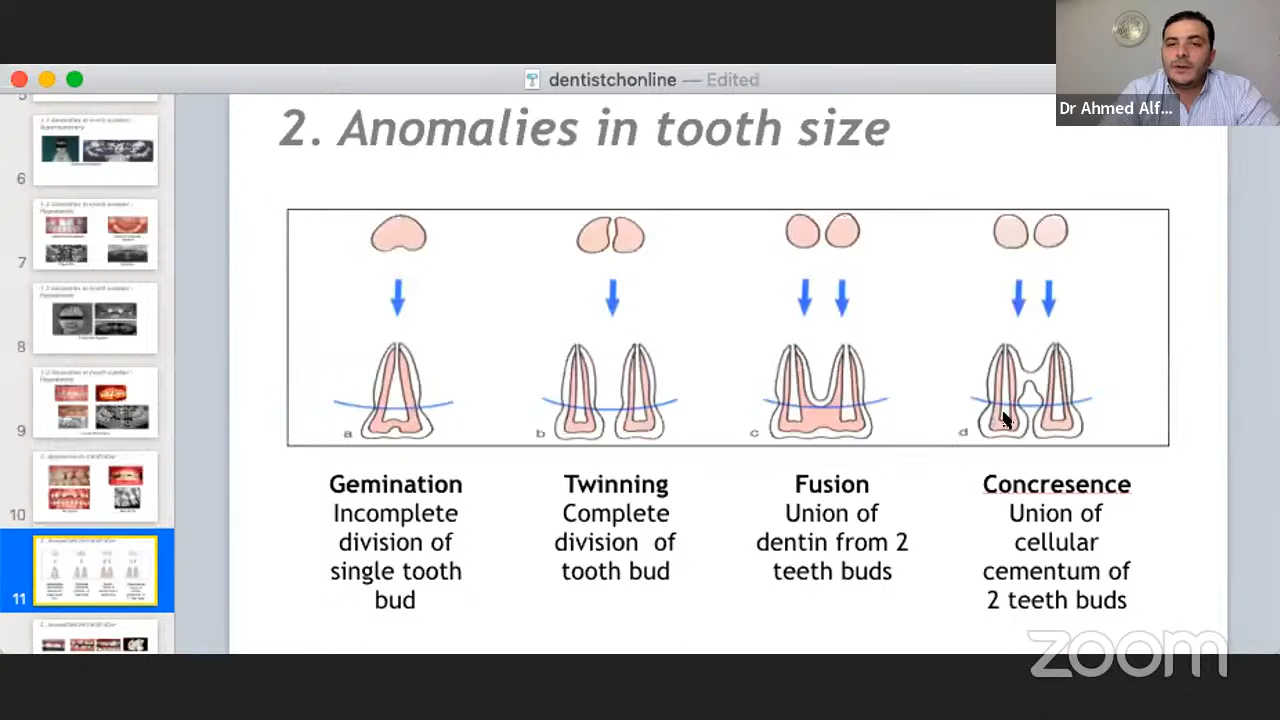 dentistchonline — Edited
Dr Ahmed Alf...
2. Anomalies in tooth size
a
b
c
d
Gemination
Incomplete
division of
single tooth
bud
Twinning
Complete
division of
tooth bud
Fusion
Union of
dentin from 2
teeth buds
Concresence
Union of
cellular
cementum of
2 teeth buds
5
6
7
8
9
10
11
zoom